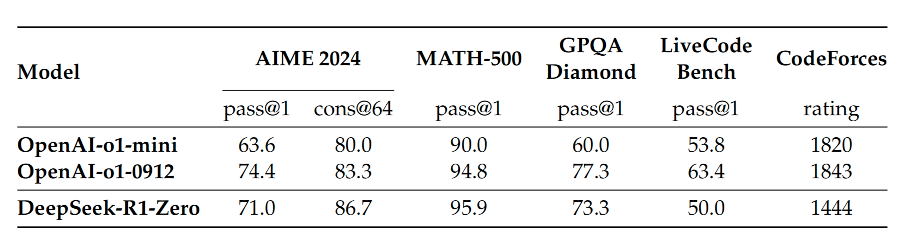 Model AIME 2024 MATH-500 GPQA Diamond LiveCode Bench CodeForces
pass@1 cons@64 pass@1 pass@1 pass@1 rating
OpenAI-o1-mini 63.6 80.0 90.0 60.0 53.8 1820
OpenAI-o1-0912 74.4 83.3 94.8 77.3 63.4 1843
DeepSeek-R1-Zero 71.0 86.7 95.9 73.3 50.0 1444